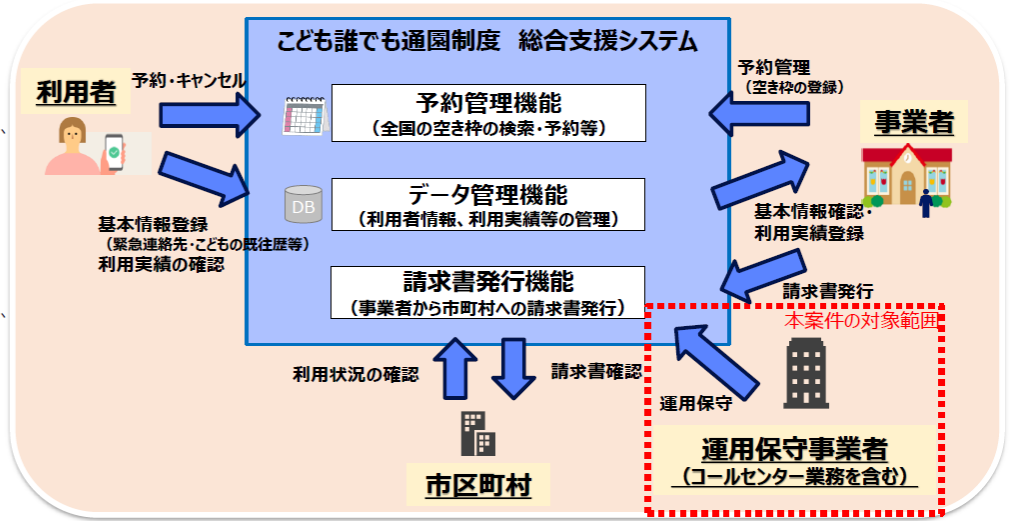 こども誰でも通園制度　総合支援システム
利用者
予約・キャンセル
基本情報登録
（緊急連絡先・こどもの既往歴等）
利用実績の確認
予約管理機能
（全国の空き枠の検索・予約等）
DB
データ管理機能
（利用者情報、利用実績等の管理）
請求書発行機能
（事業者から市町村への請求書発行）
予約管理
（空き枠の登録）
事業者
基本情報確認・
利用実績登録
請求書発行
本案件の対象範囲
利用状況の確認
請求書確認
運用保守
市区町村
運用保守事業者
（コールセンター業務を含む）
、
、